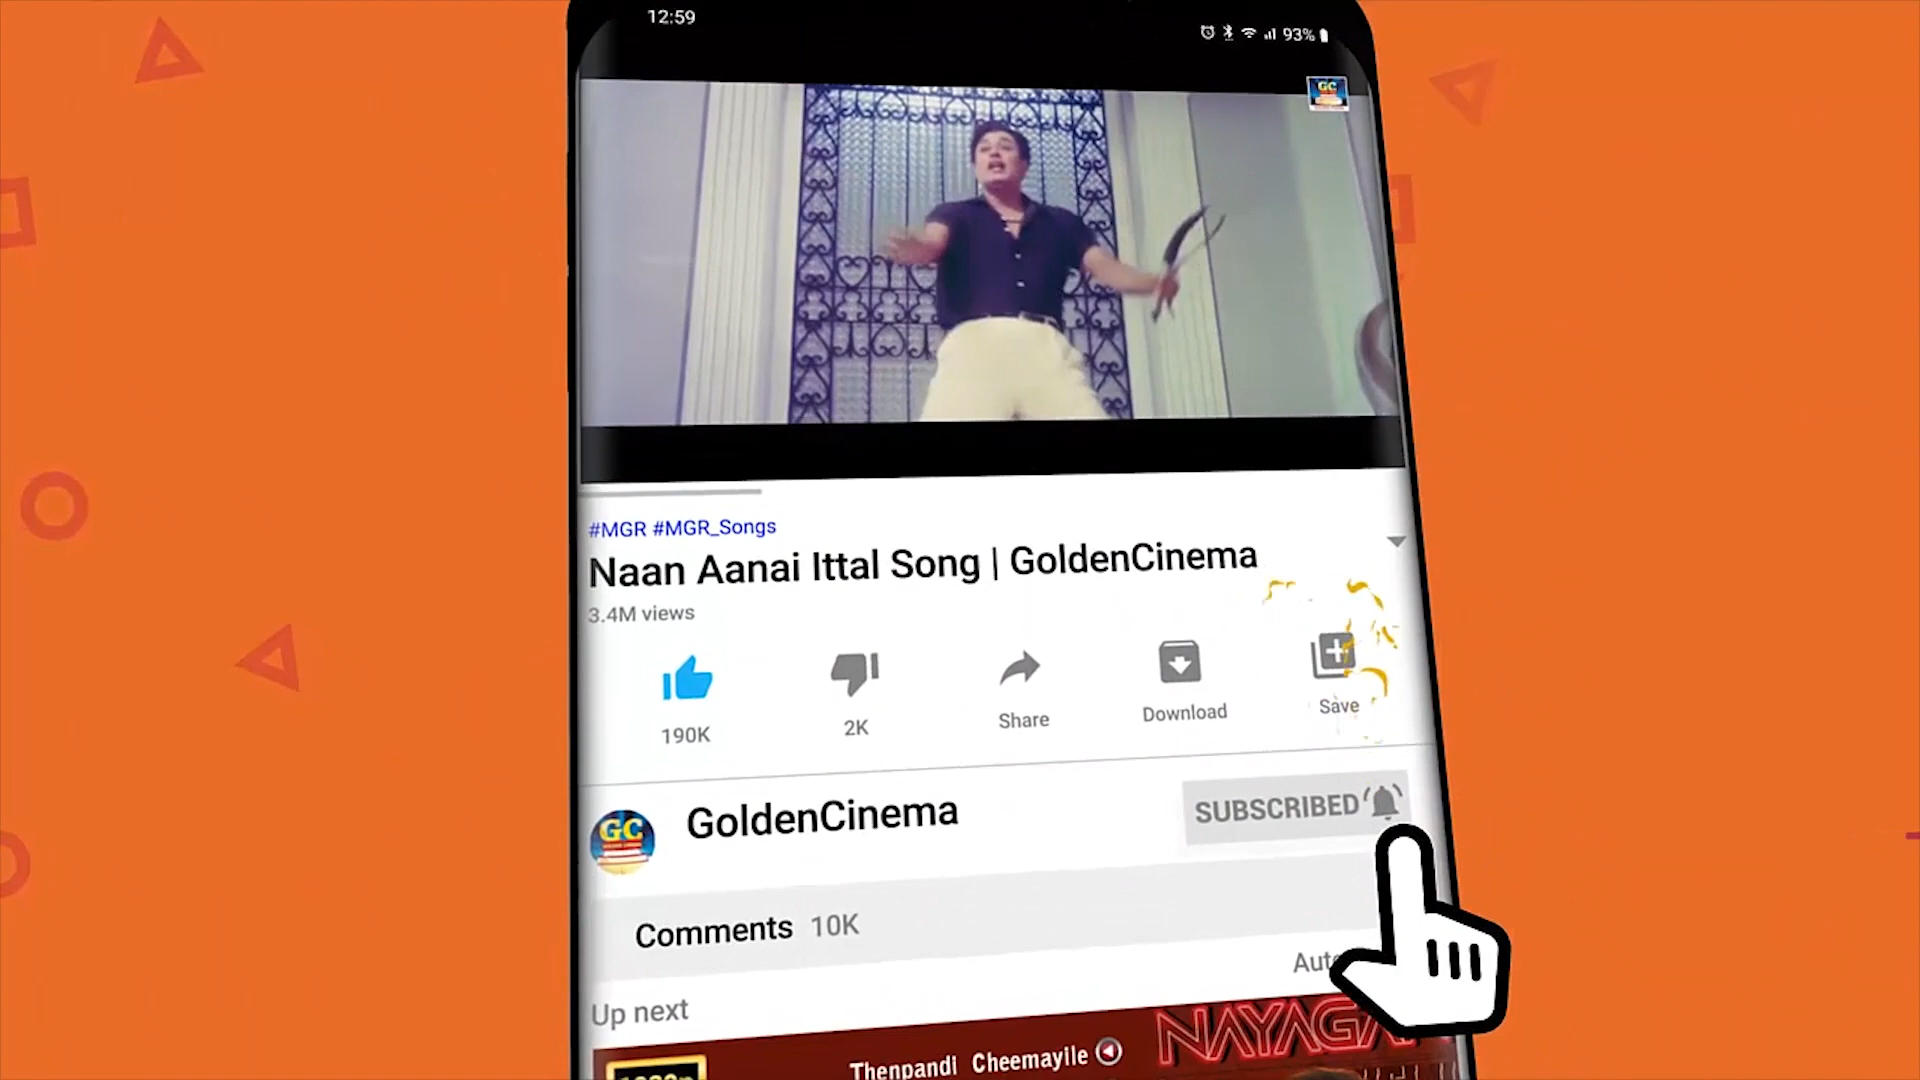 12:59
93%
GC
#MGR #MGR_Songs
Naan Aanai Ittal Song | GoldenCinema
3.4M views
190K
2K
Share
Download
Save
GC
GoldenCinema
SUBSCRIBED
Comments 10K
Up next
Thenpandi Cheemayile